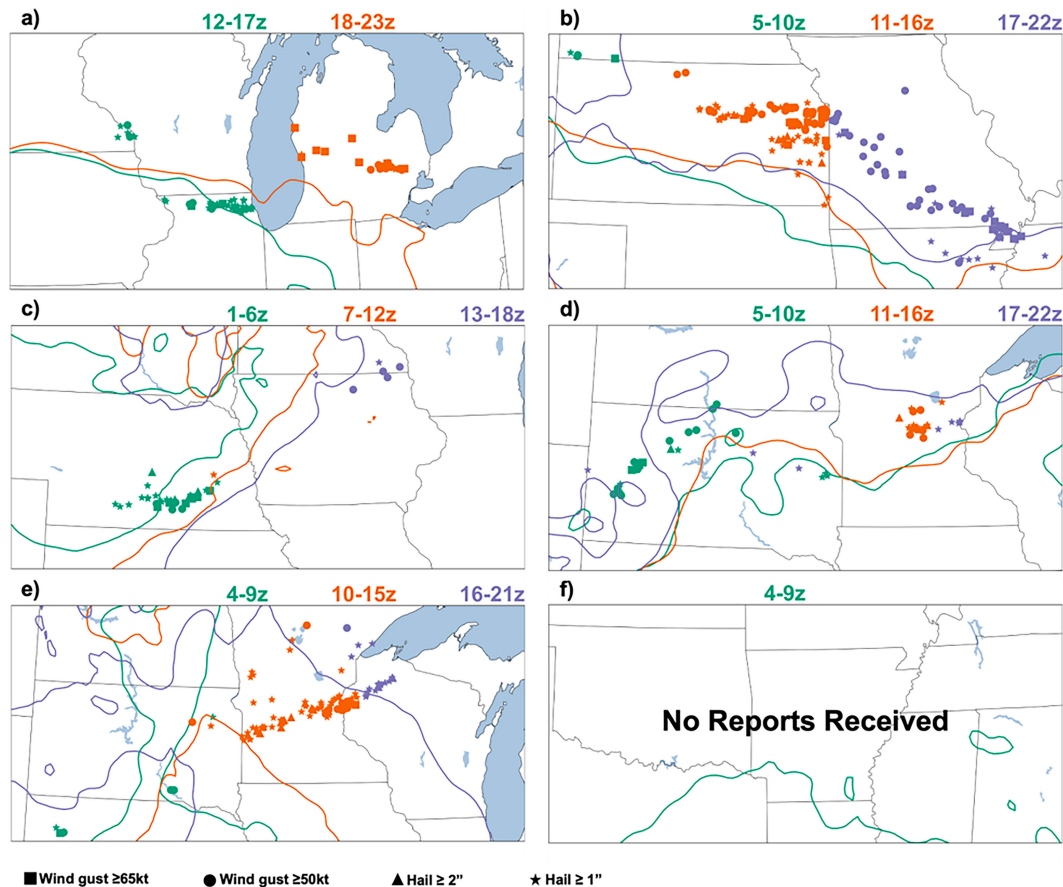 a) 12-17z 18-23z
b) 5-10z 11-16z 17-22z
c) 1-6z 7-12z 13-18z
d) 5-10z 11-16z 17-22z
e) 4-9z 10-15z 16-21z
f) 4-9z
No Reports Received
Wind gust ≥65kt Wind gust ≥50kt Hail ≥ 2” Hail ≥ 1”